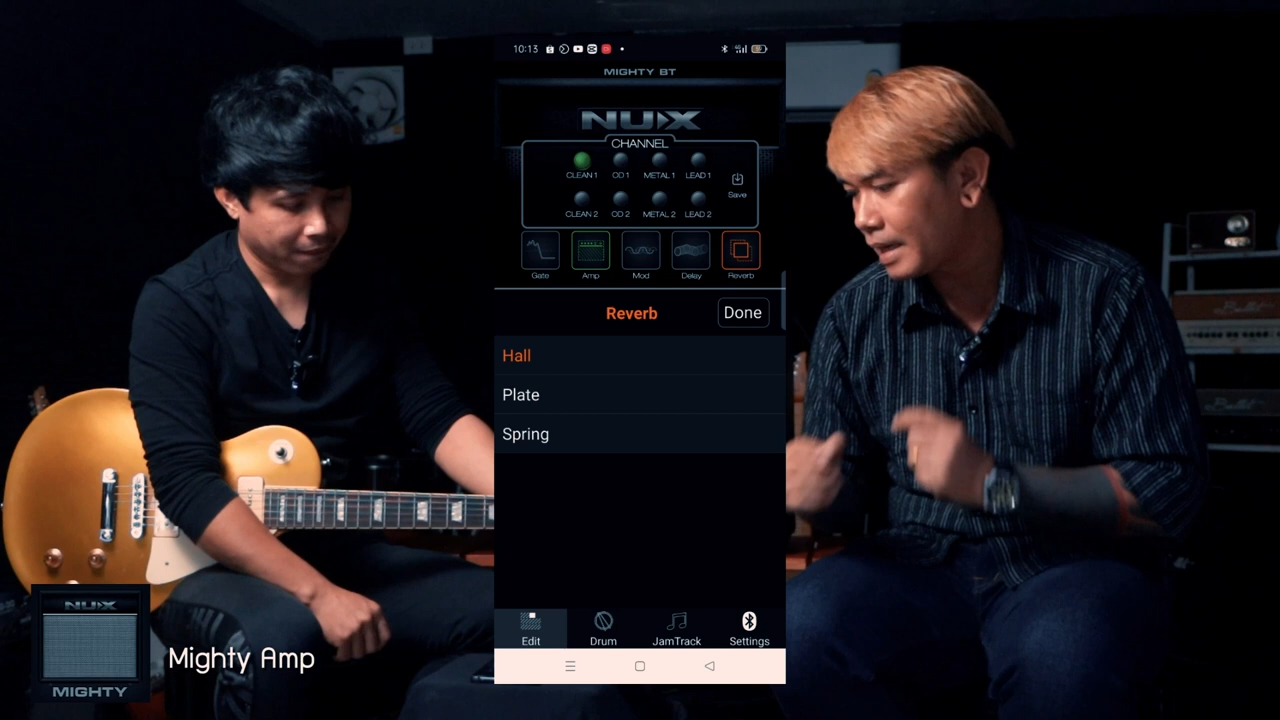 10:13
MIGHTY BT
NUX
CHANNEL
CLEAN 1 OD 1 METAL 1 LEAD 1
Save
CLEAN 2 OD 2 METAL 2 LEAD 2
Gate Amp Mod Delay Reverb
Reverb Done
Hall
Plate
Spring
Edit Drum JamTrack Settings
NUX
MIGHTY
Mighty Amp